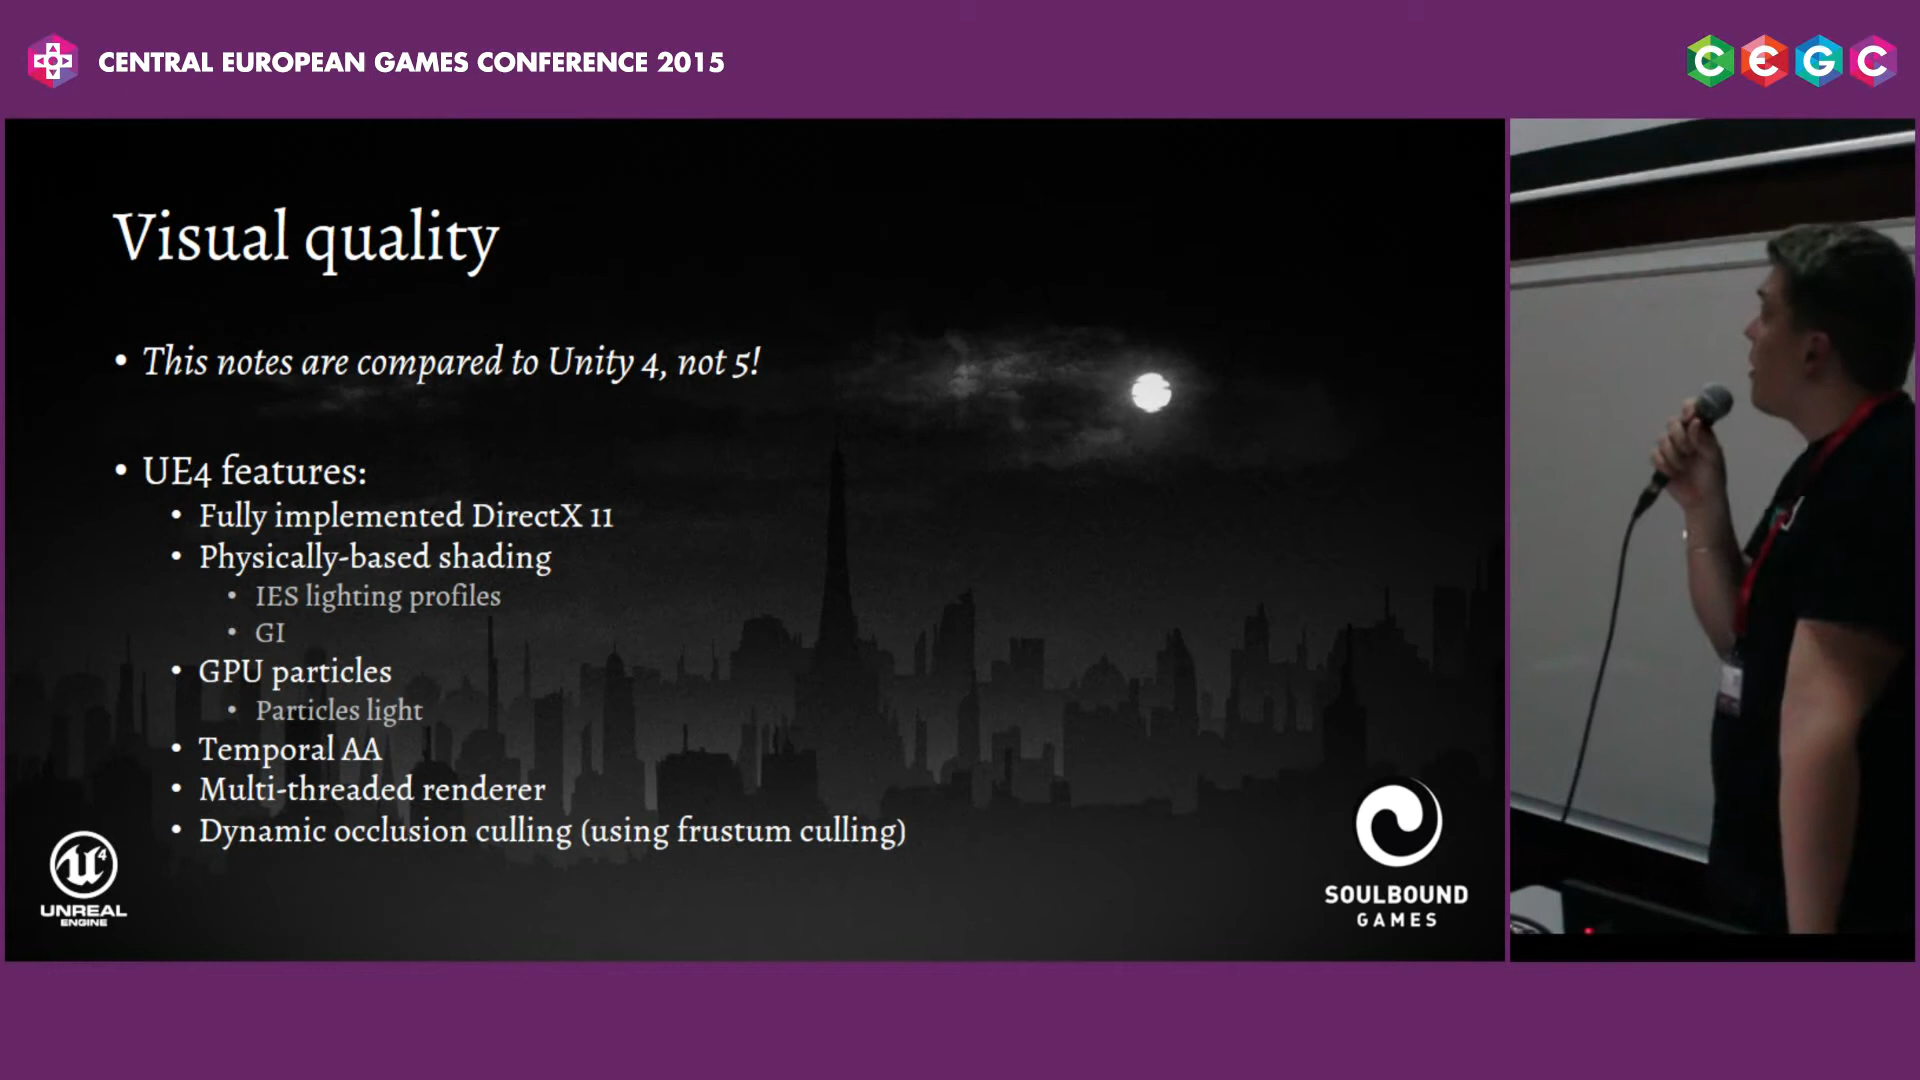 CENTRAL EUROPEAN GAMES CONFERENCE 2015
CEGC
Visual quality
• This notes are compared to Unity 4, not 5!
• UE4 features:
• Fully implemented DirectX 11
• Physically-based shading
• IES lighting profiles
• GI
• GPU particles
• Particles light
• Temporal AA
• Multi-threaded renderer
• Dynamic occlusion culling (using frustum culling)
U4
UNREAL
ENGINE
SOULBOUND
GAMES